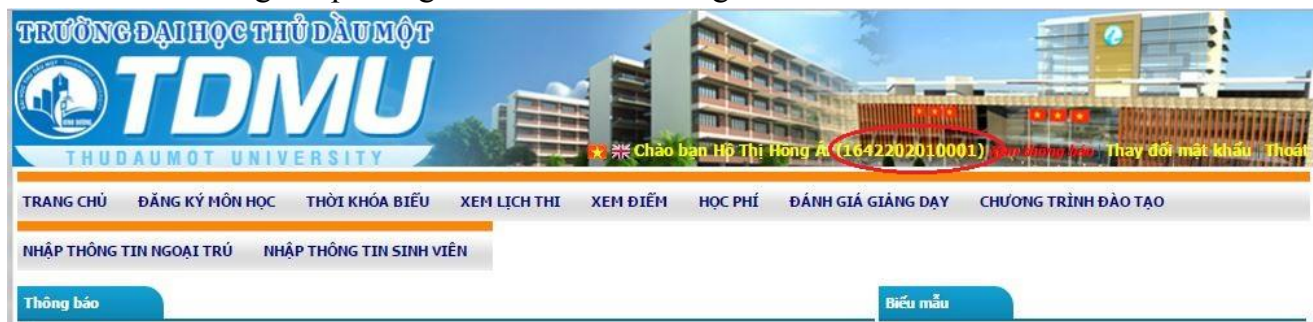 TRƯỜNG ĐẠI HỌC THỦ DẦU MỘT
TDMU
THUDAUMOT UNIVERSITY
Chào bạn Hồ Thị Hồng (1642202010001) Thay đổi mật khẩu Thoát
TRANG CHỦ ĐĂNG KÝ MÔN HỌC THỜI KHÓA BIỂU XEM LỊCH THI XEM ĐIỂM HỌC PHÍ ĐÁNH GIÁ GIẢNG DẠY CHƯƠNG TRÌNH ĐÀO TẠO
NHẬP THÔNG TIN NGOẠI TRÚ NHẬP THÔNG TIN SINH VIÊN
Thông báo Biểu mẫu